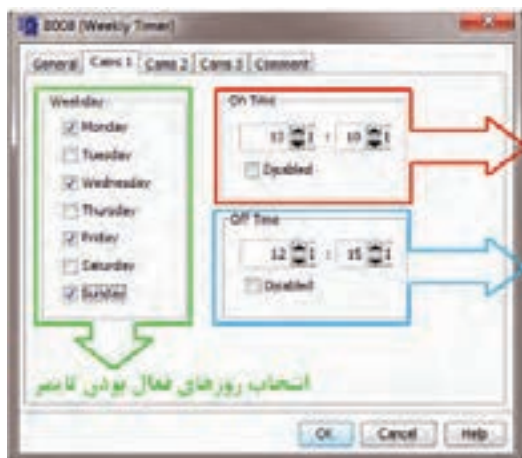 B008 [Weekly Timer]
General Cams 1 Cams 2 Cams 3 Comment
Weekday
Monday
Tuesday
Wednesday
Thursday
Friday
Saturday
Sunday
On Time
: 10
Disabled
Off Time
12 : 15
Disabled
انتخاب روزهای فعال بودن تایمر
OK Cancel Help